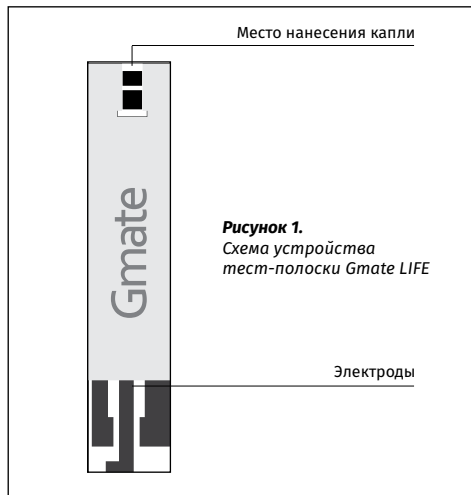 Место нанесения капли
Gmate
Рисунок 1.
Схема устройства
тест-полоски Gmate LIFE
Электроды